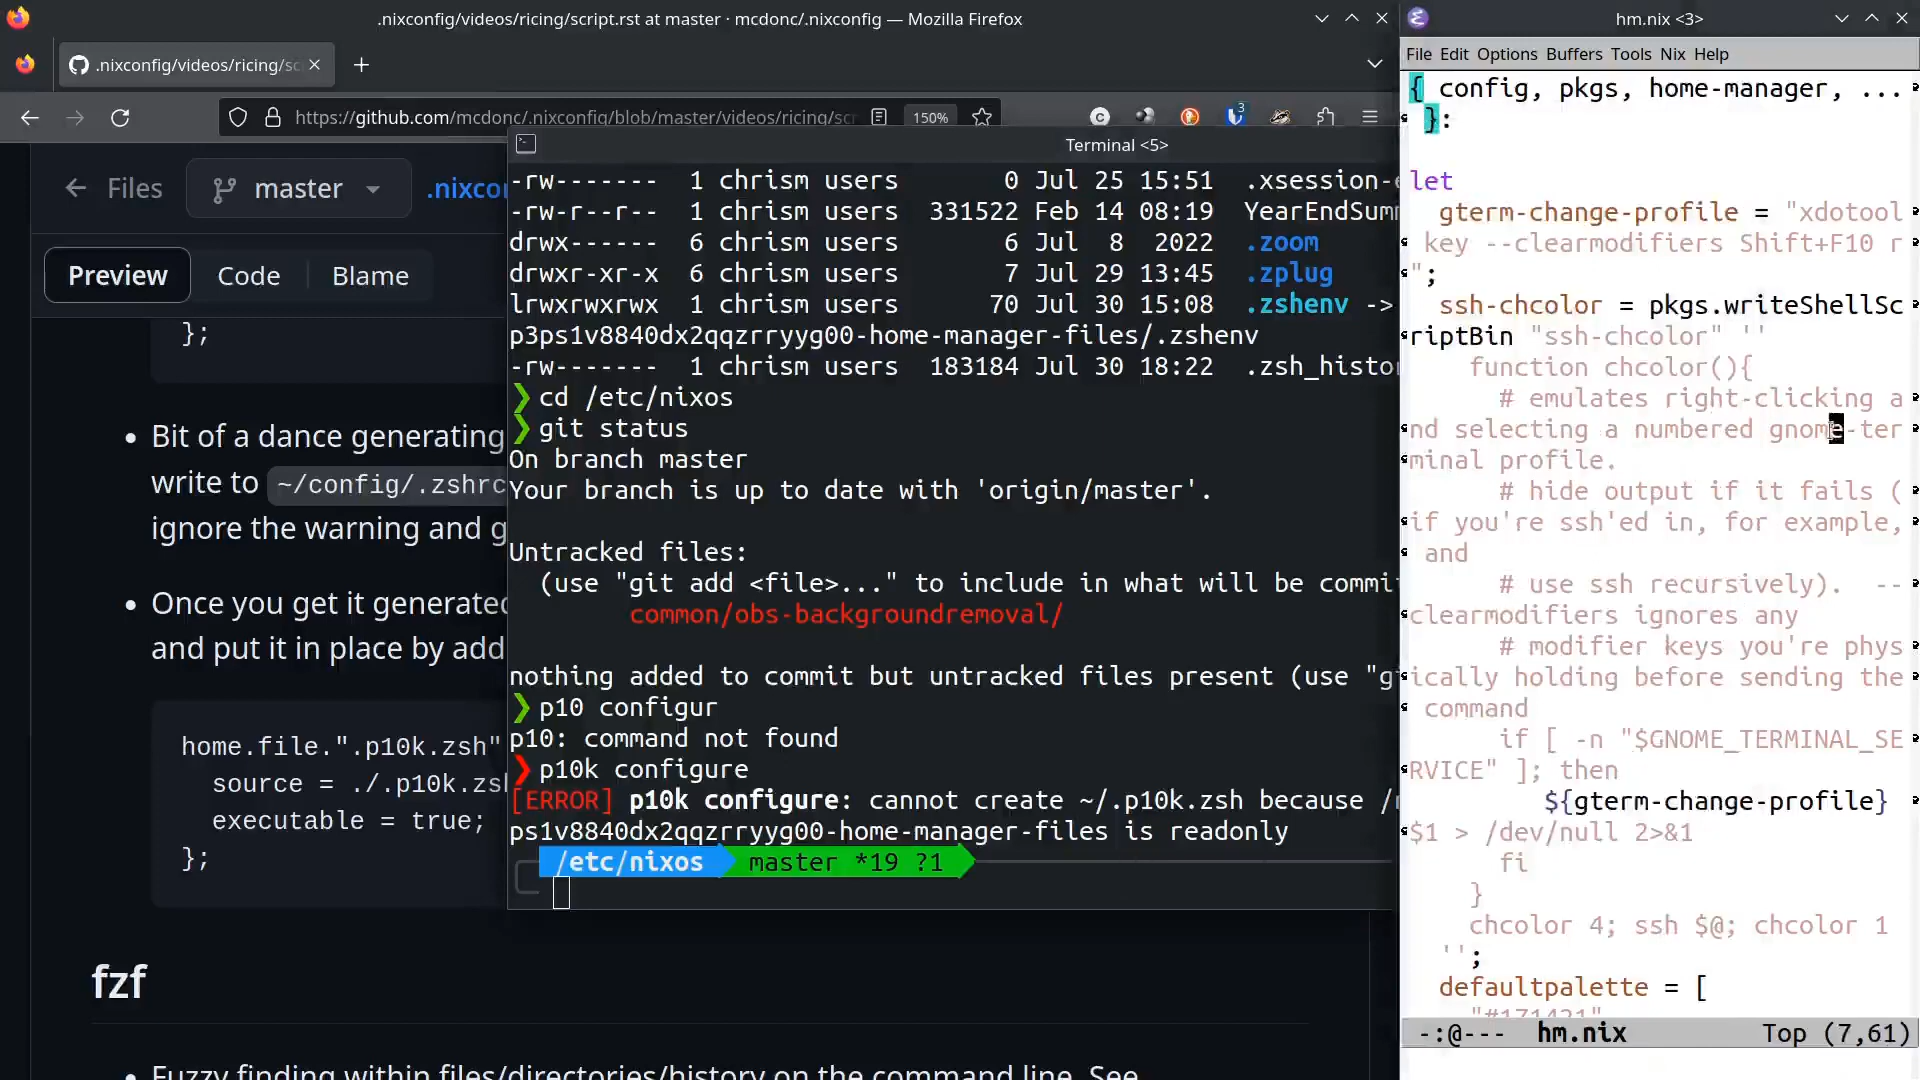 .nixconfig/videos/ricing/script.rst at master · mcdonc/.nixconfig — Mozilla Firefox
.nixconfig/videos/ricing/sc
https://github.com/mcdonc/.nixconfig/blob/master/videos/ricing/scr
150%
3
Files
master
.nixcon
Preview
Code
Blame
};
Bit of a dance generating
write to ~/config/.zshrc
ignore the warning and g
Once you get it generated
and put it in place by add
home.file.".p10k.zsh"
source = ./.p10k.zsh
executable = true;
};
fzf
Fuzzy finding within files/directories/history on the command line. See
Terminal <5>
-rw------- 1 chrism users 0 Jul 25 15:51 .xsession-e
-rw-r--r-- 1 chrism users 331522 Feb 14 08:19 YearEndSumm
drwx------ 6 chrism users 6 Jul 8 2022 .zoom
drwxr-xr-x 6 chrism users 7 Jul 29 13:45 .zplug
lrwxrwxrwx 1 chrism users 70 Jul 30 15:08 .zshenv ->
p3ps1v8840dx2qqzrryyg00-home-manager-files/.zshenv
-rw------- 1 chrism users 183184 Jul 30 18:22 .zsh_histo
❯ cd /etc/nixos
❯ git status
On branch master
Your branch is up to date with 'origin/master'.
Untracked files:
(use "git add <file>..." to include in what will be commit
common/obs-backgroundremoval/
nothing added to commit but untracked files present (use "g
❯ p10 configur
p10: command not found
❯ p10k configure
[ERROR] p10k configure: cannot create ~/.p10k.zsh because /
ps1v8840dx2qqzrryyg00-home-manager-files is readonly
/etc/nixos master *19 ?1
hm.nix <3>
File Edit Options Buffers Tools Nix Help
{ config, pkgs, home-manager, ...
}:
let
gterm-change-profile = "xdotool
key --clearmodifiers Shift+F10 r
";
ssh-chcolor = pkgs.writeShellSc
riptBin "ssh-chcolor" ''
function chcolor(){
# emulates right-clicking a
nd selecting a numbered gnome-ter
minal profile.
# hide output if it fails (
if you're ssh'ed in, for example,
and
# use ssh recursively). --
clearmodifiers ignores any
# modifier keys you're phys
ically holding before sending the
command
if [ -n "$GNOME_TERMINAL_SE
RVICE" ]; then
${gterm-change-profile}
$1 > /dev/null 2>&1
fi
}
chcolor 4; ssh $@; chcolor 1
'';
defaultpalette = [
"#171421"
-:@--- hm.nix Top (7,61)